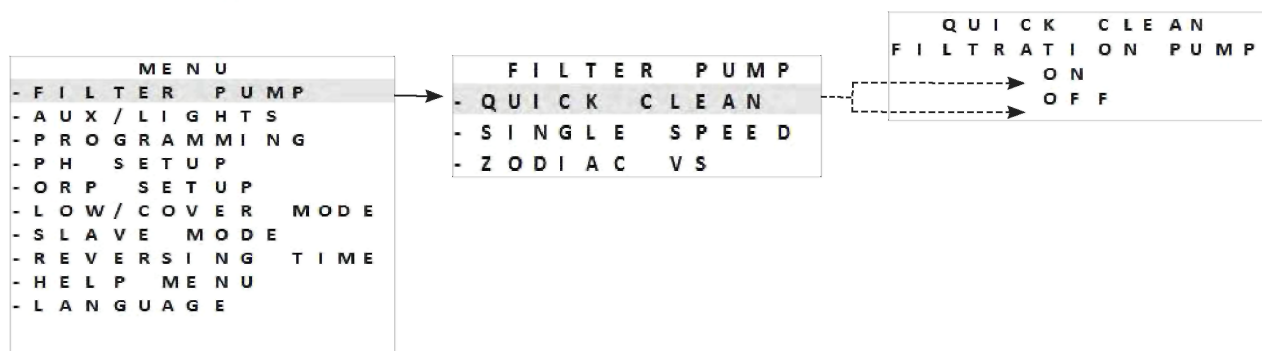 MENU
-FILTER PUMP
-AUX/LIGHTS
-PROGRAMMING
-PH SETUP
-ORP SETUP
-LOW/COVER MODE
-SLAVE MODE
-REVERSING TIME
-HELP MENU
-LANGUAGE
FILTER PUMP
- QUICK CLEAN
- SINGLE SPEED
- ZODIAC VS
QUICK CLEAN
FILTRATION PUMP
ON
OFF